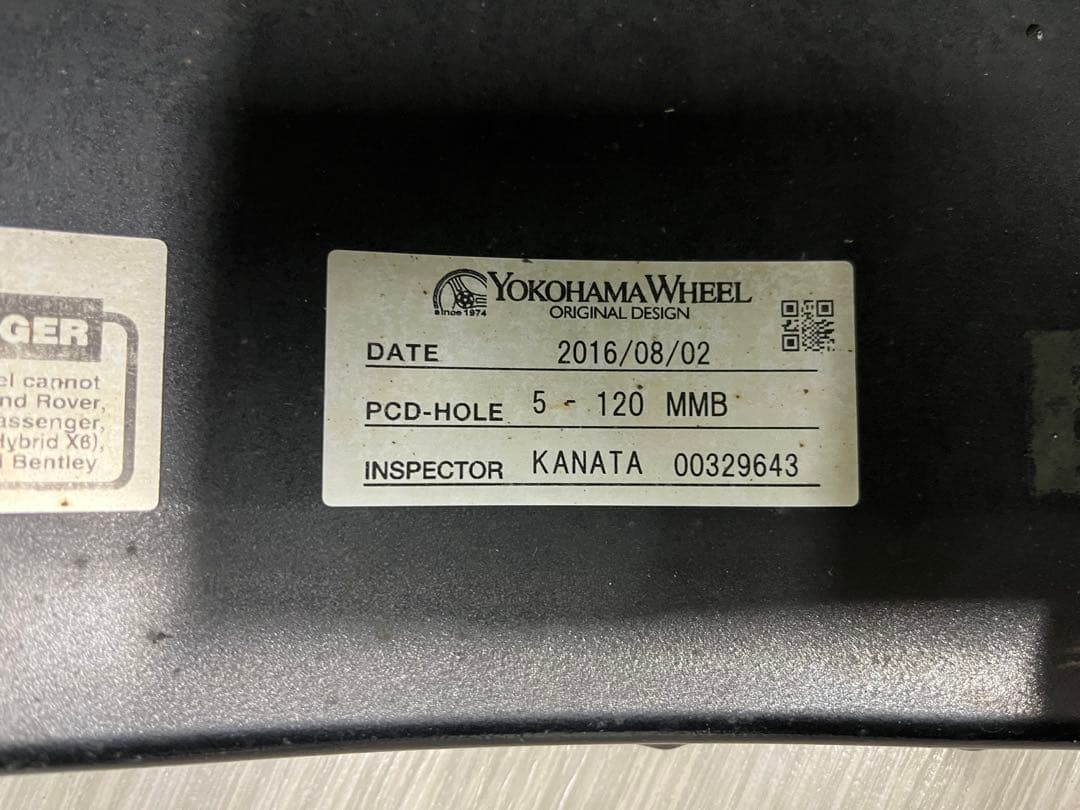 GER
el cannot
nd Rover,
assenger,
Hybrid X6),
Bentley
YOKOHAMA WHEEL
since 1974
ORIGINAL DESIGN
DATE 2016/08/02
PCD-HOLE 5 - 120 MMB
INSPECTOR KANATA 00329643